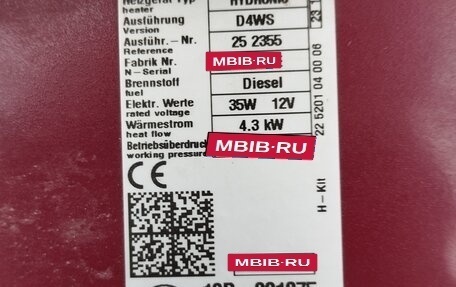 Heizgerät Typ HYDRONIC
heater
Ausführung D4WS
Version
Ausführ.- Nr. 25 2355
Reference
Fabrik Nr. MBIB-RU
N-Serial
Brennstoff Diesel
fuel
Elektr. Werte 35W 12V
rated voltage
Wärmestrom 4.3 kW
heat flow
Betriebsüberdruck MBIB-RU
working pressure
CE
MBIB-RU
22 5201 04 00 06
H-Kit